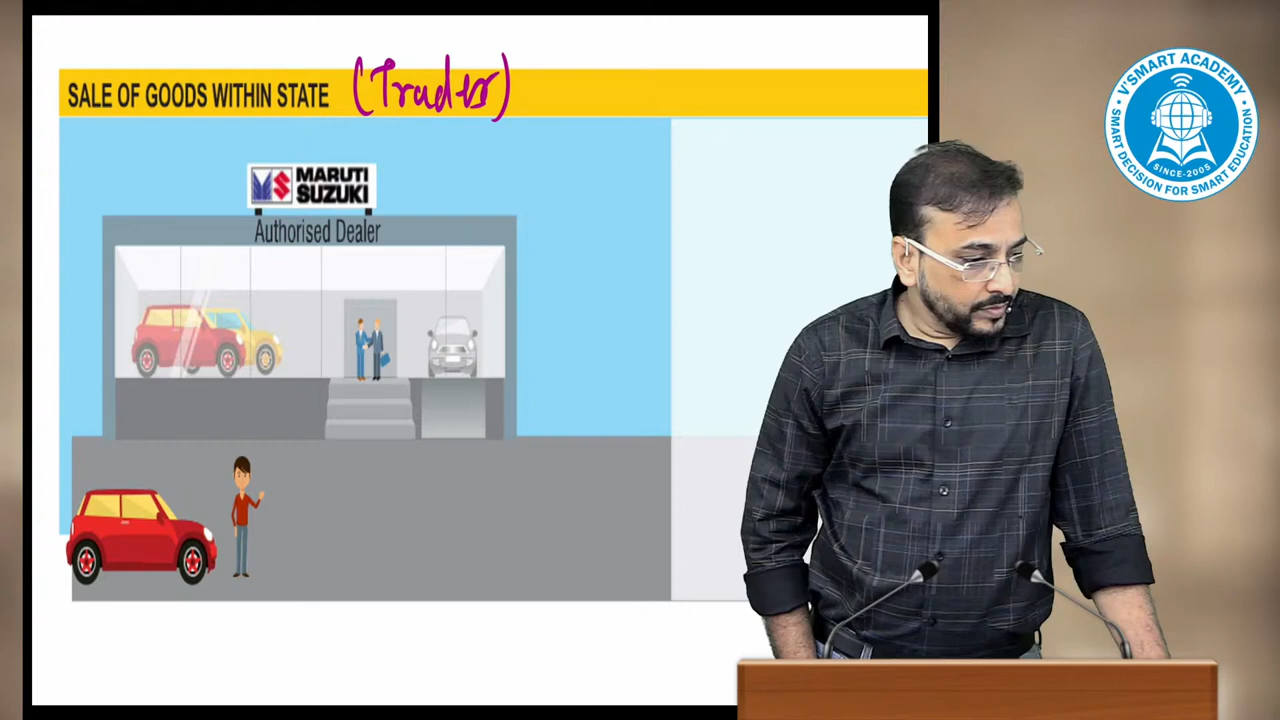 SALE OF GOODS WITHIN STATE (Trader)
MARUTI
SUZUKI
Authorised Dealer
V'SMART ACADEMY
SINCE-2005
SMART DECISION FOR SMART EDUCATION